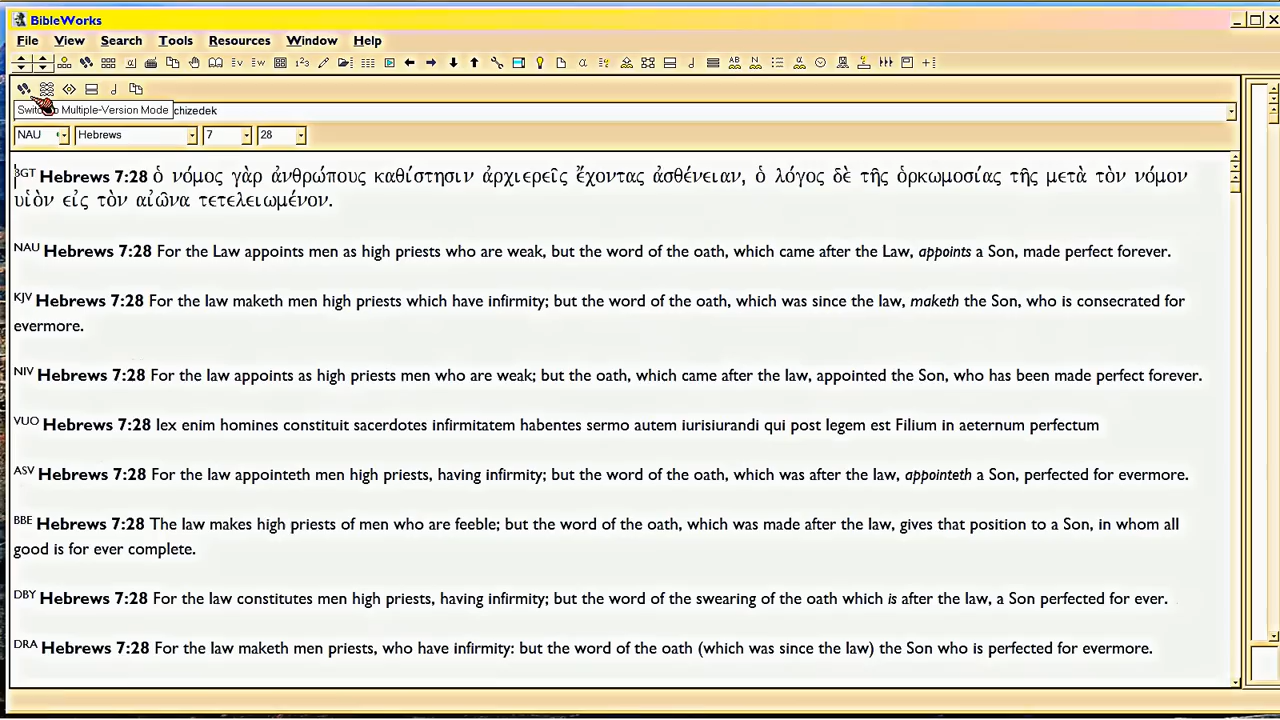 BibleWorks
File View Search Tools Resources Window Help
Switch to Multiple-Version Mode chizedek
NAU Hebrews 7 28
BGT Hebrews 7:28 ὁ νόμος γὰρ ἀνθρώπους καθίστησιν ἀρχιερεῖς ἔχοντας ἀσθένειαν, ὁ λόγος δὲ τῆς ὁρκωμοσίας τῆς μετὰ τὸν νόμον
υἱὸν εἰς τὸν αἰῶνα τετελειωμένον.
NAU Hebrews 7:28 For the Law appoints men as high priests who are weak, but the word of the oath, which came after the Law, appoints a Son, made perfect forever.
KJV Hebrews 7:28 For the law maketh men high priests which have infirmity; but the word of the oath, which was since the law, maketh the Son, who is consecrated for
evermore.
NIV Hebrews 7:28 For the law appoints as high priests men who are weak; but the oath, which came after the law, appointed the Son, who has been made perfect forever.
VUO Hebrews 7:28 lex enim homines constituit sacerdotes infirmitatem habentes sermo autem iurisiurandi qui post legem est Filium in aeternum perfectum
ASV Hebrews 7:28 For the law appointeth men high priests, having infirmity; but the word of the oath, which was after the law, appointeth a Son, perfected for evermore.
BBE Hebrews 7:28 The law makes high priests of men who are feeble; but the word of the oath, which was made after the law, gives that position to a Son, in whom all
good is for ever complete.
DBY Hebrews 7:28 For the law constitutes men high priests, having infirmity; but the word of the swearing of the oath which is after the law, a Son perfected for ever.
DRA Hebrews 7:28 For the law maketh men priests, who have infirmity: but the word of the oath (which was since the law) the Son who is perfected for evermore.